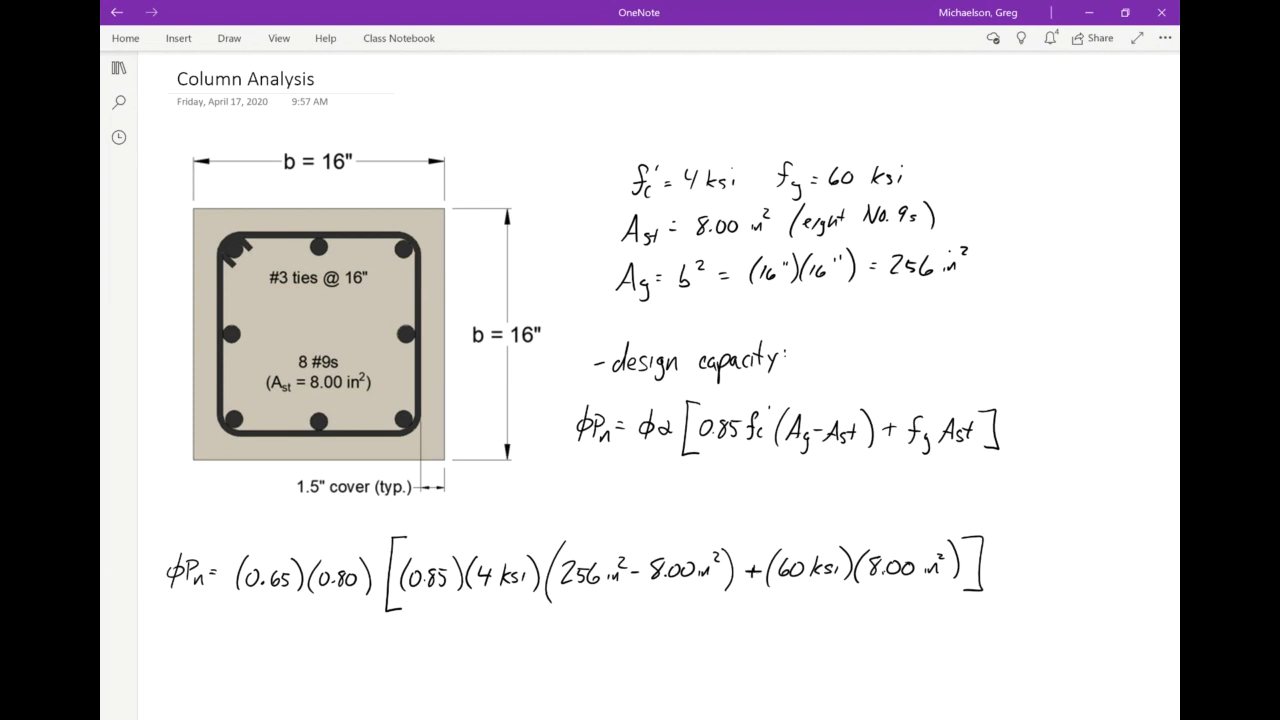 OneNote
Michaelson, Greg
Home Insert Draw View Help Class Notebook
4
Share
Column Analysis
Friday, April 17, 2020 9:57 AM
b = 16"
#3 ties @ 16"
8 #9s
(Ast = 8.00 in²)
b = 16"
1.5" cover (typ.)
fc' = 4 ksi fy = 60 ksi
Ast = 8.00 in² (eight No. 9s)
Ag = b² = (16")(16") = 256 in²
- design capacity:
ϕPn = ϕα [0.85 fc' (Ag - Ast) + fy Ast]
ϕPn = (0.65)(0.80) [(0.85)(4 ksi)(256 in² - 8.00 in²) + (60 ksi)(8.00 in²)]